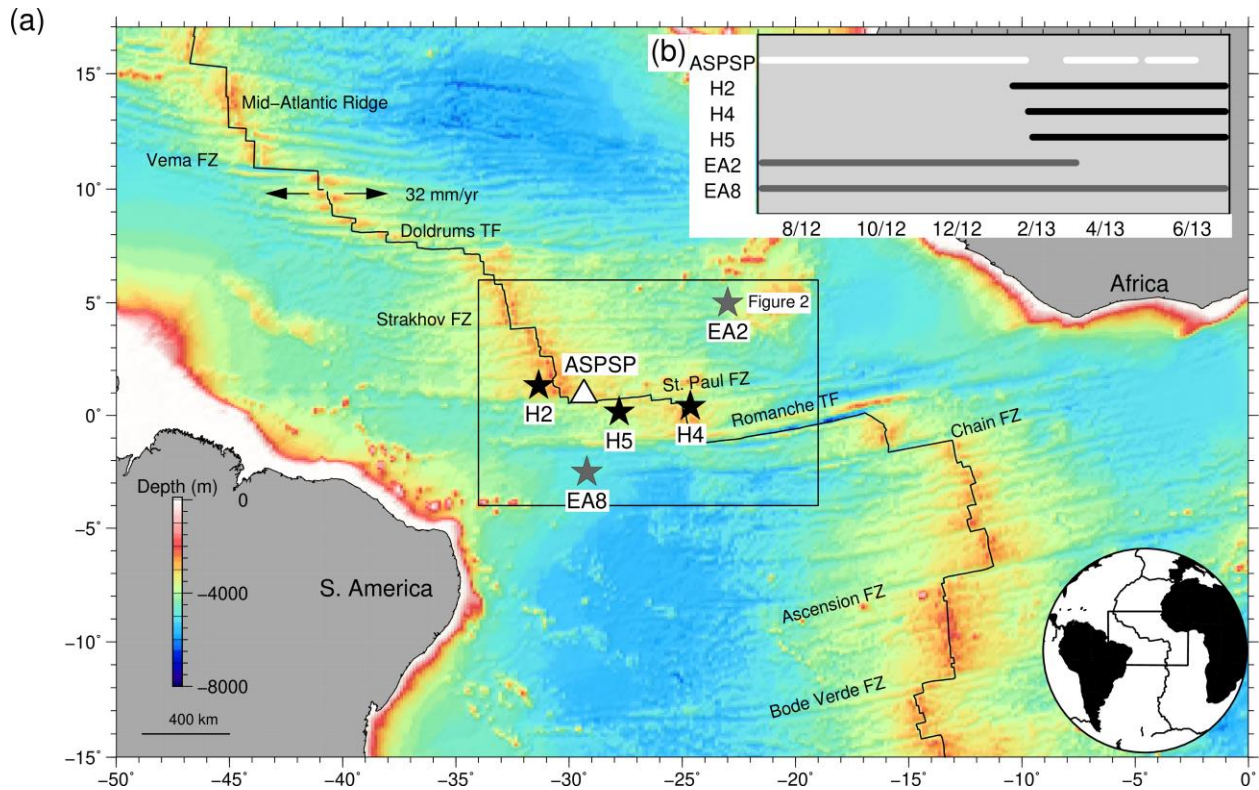 (a)
(b)
ASPSP
H2
H4
H5
EA2
EA8
8/12 10/12 12/12 2/13 4/13 6/13
15˚
10˚
5˚
0˚
−5˚
−10˚
−15˚
Mid−Atlantic Ridge
Vema FZ
32 mm/yr
Doldrums TF
Africa
Strakhov FZ
Figure 2
EA2
ASPSP
St. Paul FZ
H2
H5
H4
Romanche TF
Chain FZ
EA8
Depth (m)
0
−4000
−8000
400 km
S. America
Ascension FZ
Bode Verde FZ
−50˚ −45˚ −40˚ −35˚ −30˚ −25˚ −20˚ −15˚ −10˚ −5˚ 0˚